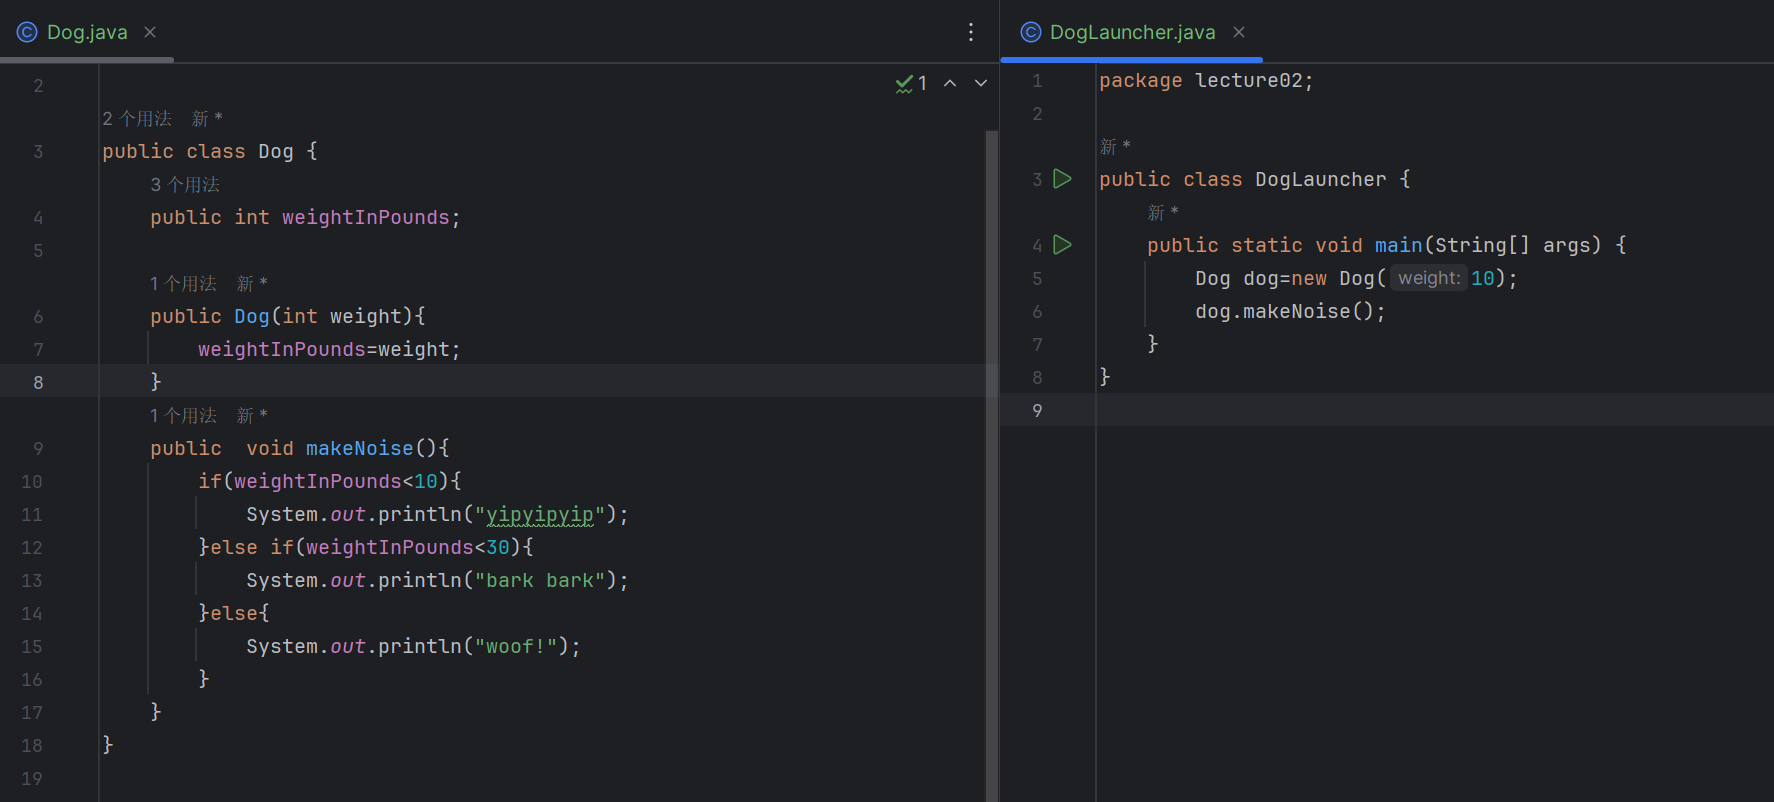 Dog.java
2
2 个用法 新 *
3 public class Dog {
3 个用法
4 public int weightInPounds;
5
1 个用法 新 *
6 public Dog(int weight){
7 weightInPounds=weight;
8 }
1 个用法 新 *
9 public  void makeNoise(){
10 if(weightInPounds<10){
11 System.out.println("yipyipyip");
12 }else if(weightInPounds<30){
13 System.out.println("bark bark");
14 }else{
15 System.out.println("woof!");
16 }
17 }
18 }
19
1
DogLauncher.java
1 package lecture02;
2
新 *
3 public class DogLauncher {
新 *
4 public static void main(String[] args) {
5 Dog dog=new Dog( weight: 10);
6 dog.makeNoise();
7 }
8 }
9